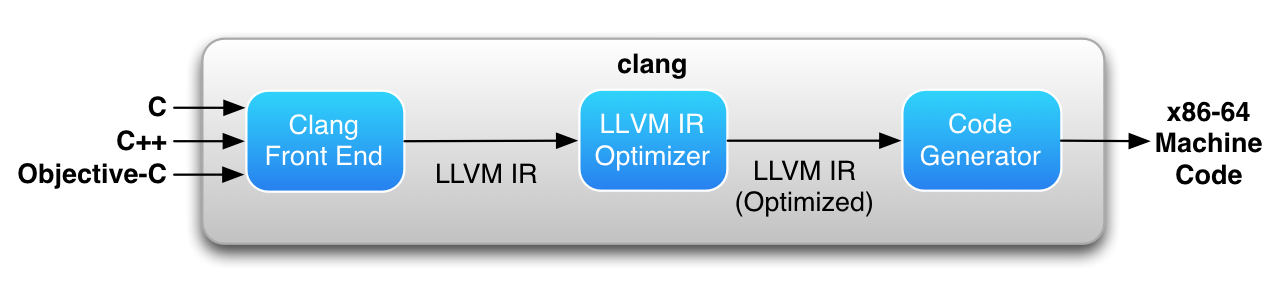 clang
C
C++
Objective-C
Clang
Front End
LLVM IR
LLVM IR
Optimizer
LLVM IR
(Optimized)
Code
Generator
x86-64
Machine
Code